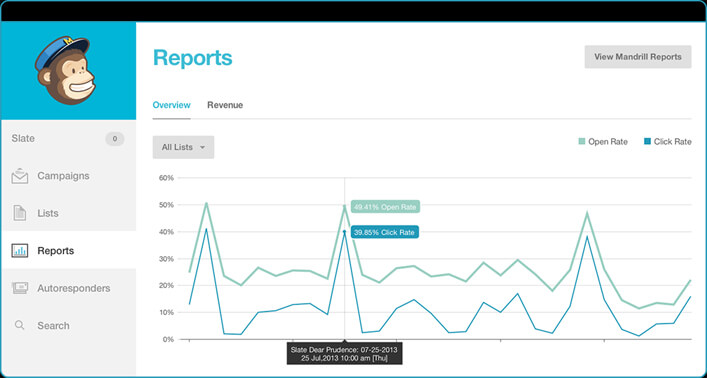 Reports
View Mandrill Reports
Overview Revenue
Slate 0
All Lists
Open Rate Click Rate
Campaigns
Lists
Reports
Autoresponders
Search
60%
50%
40%
30%
20%
10%
0%
49.41% Open Rate
39.85% Click Rate
Slate Dear Prudence: 07-25-2013
25 Jul,2013 10:00 am [Thu]